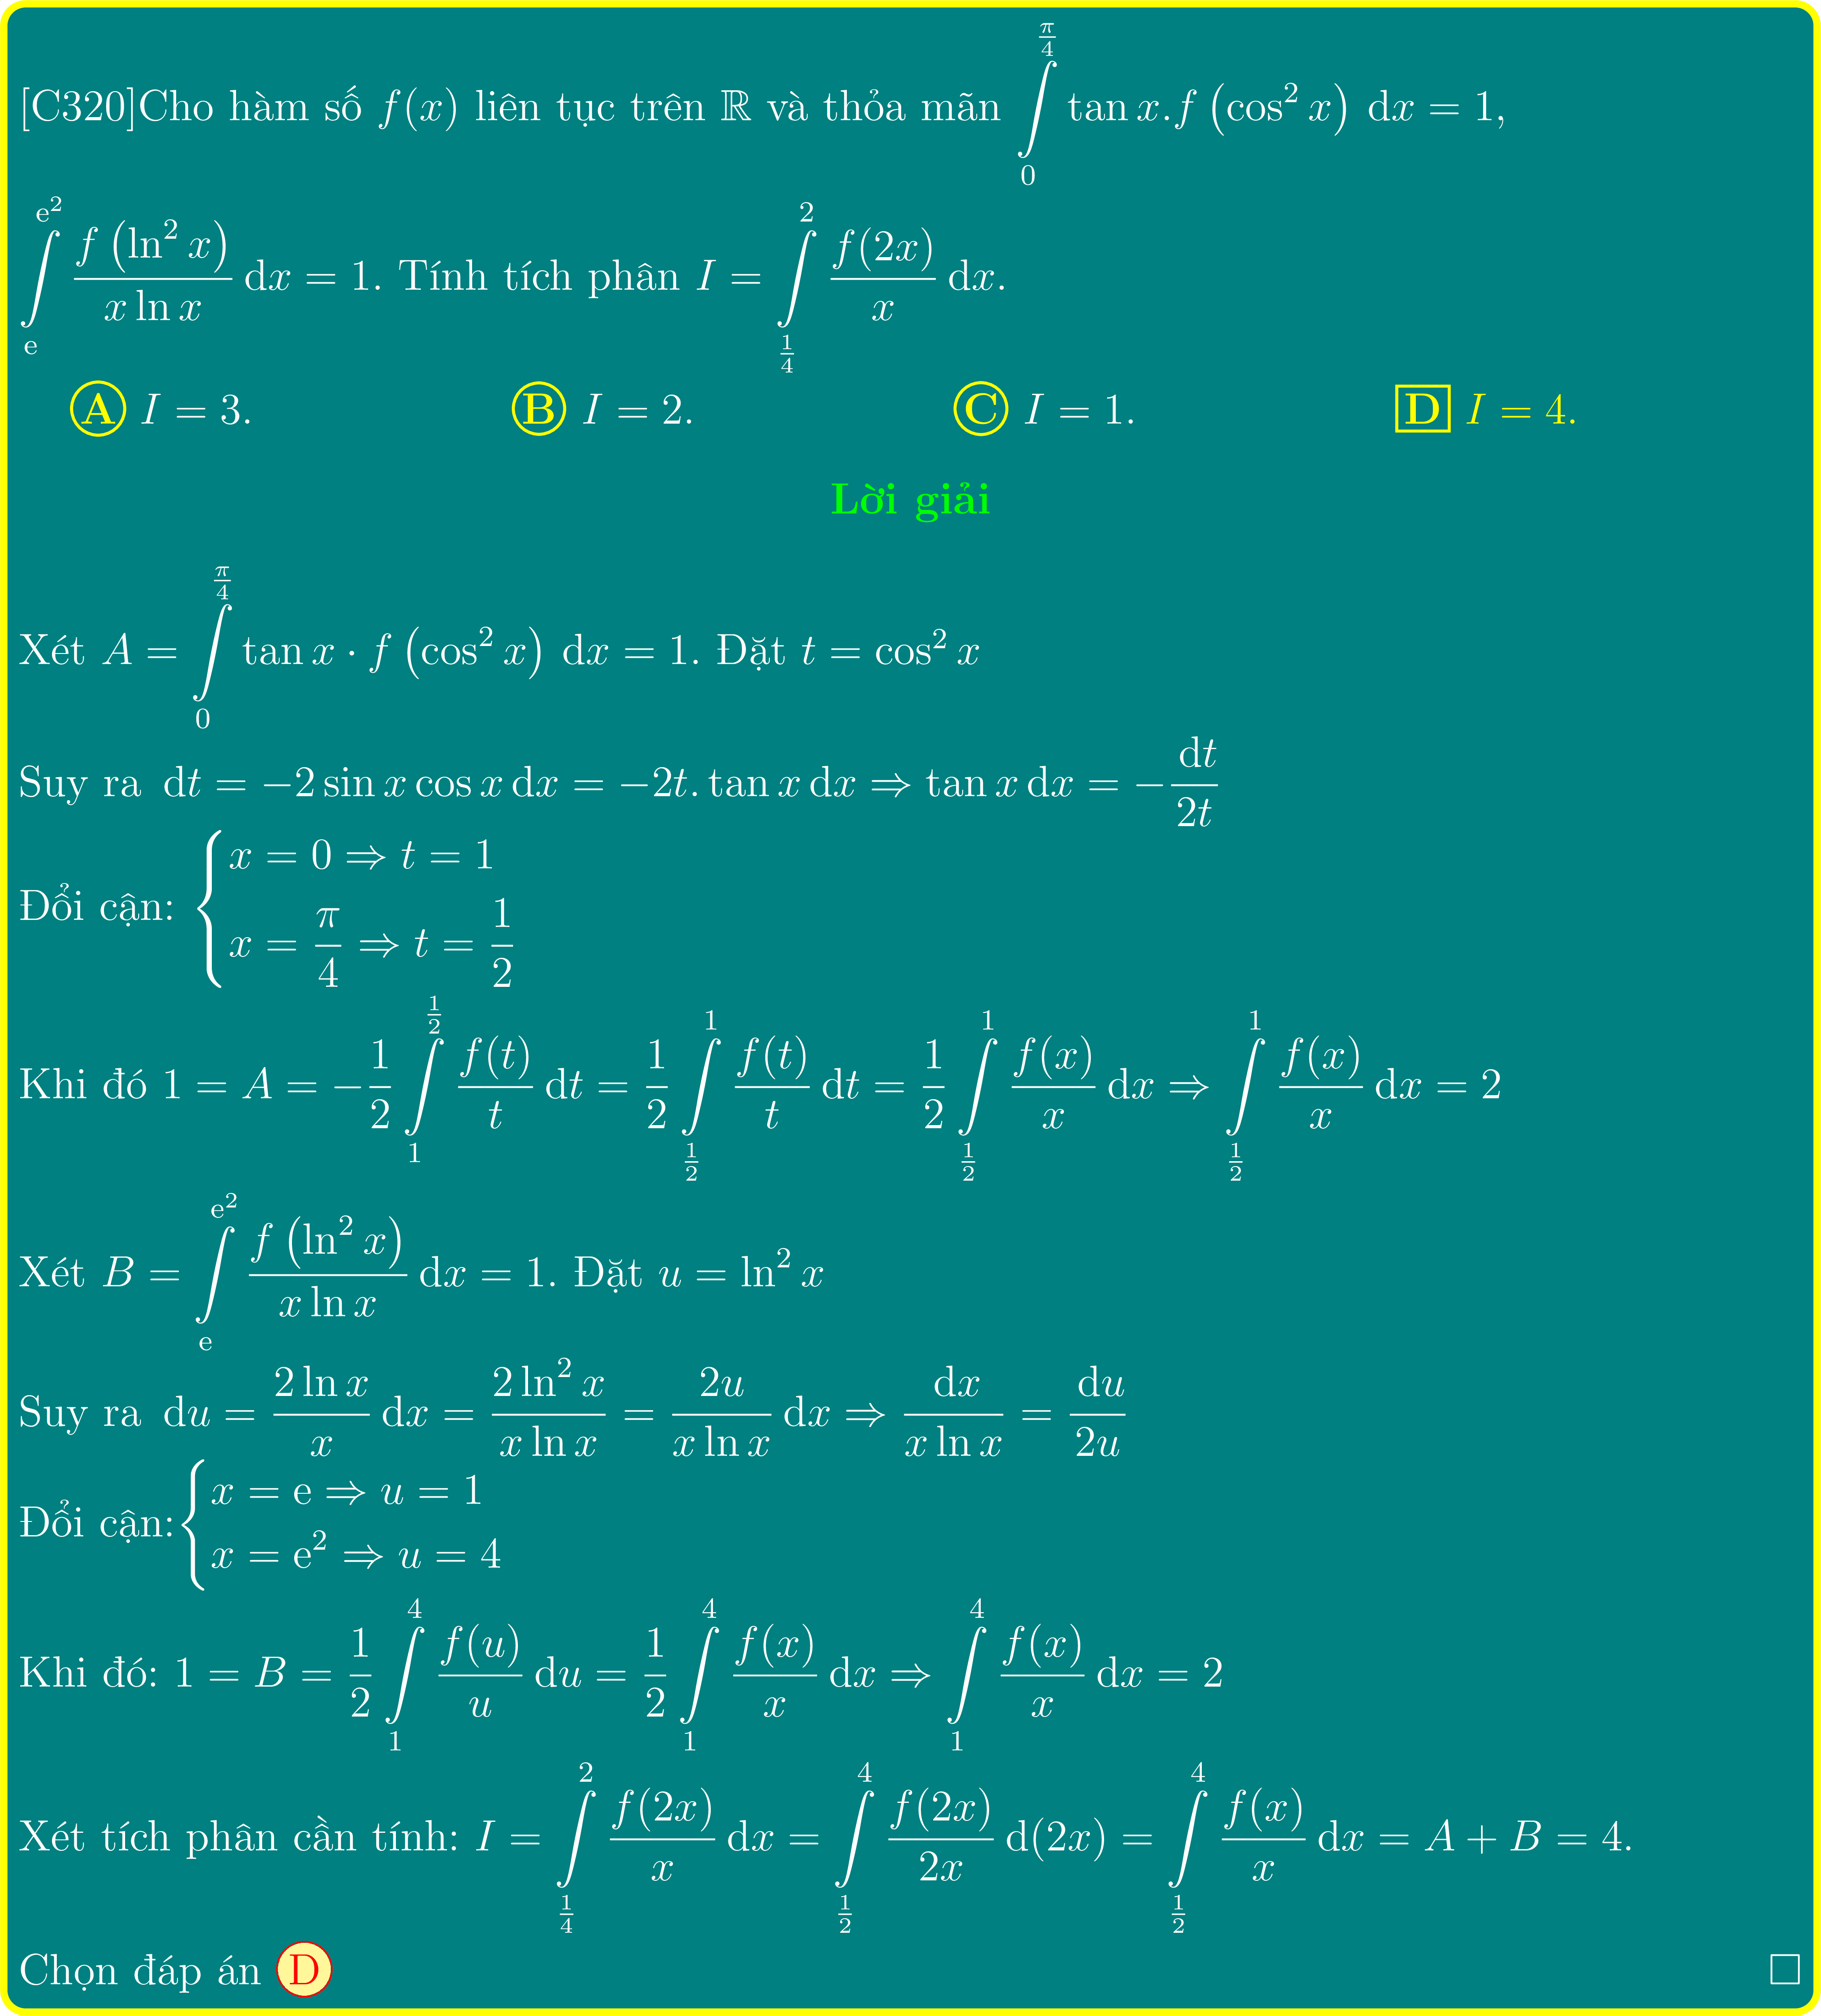 [C320]Cho hàm số $f(x)$ liên tục trên $\mathbb{R}$ và thỏa mãn $\int\limits_{0}^{\frac{\pi}{4}} \tan x.f\left(\cos^2 x\right) \mathrm{d}x = 1$,
$\int\limits_{\mathrm{e}}^{\mathrm{e}^2} \frac{f\left(\ln^2 x\right)}{x \ln x} \mathrm{d}x = 1$. Tính tích phân $I = \int\limits_{\frac{1}{4}}^{2} \frac{f(2x)}{x} \mathrm{d}x$.
A $I = 3$. B $I = 2$. C $I = 1$. D $I = 4$.
Lời giải
Xét $A = \int\limits_{0}^{\frac{\pi}{4}} \tan x \cdot f\left(\cos^2 x\right) \mathrm{d}x = 1$. Đặt $t = \cos^2 x$
Suy ra $\mathrm{d}t = -2 \sin x \cos x \, \mathrm{d}x = -2t. \tan x \, \mathrm{d}x \Rightarrow \tan x \, \mathrm{d}x = -\frac{\mathrm{d}t}{2t}$
Đổi cận: $\begin{cases} x = 0 \Rightarrow t = 1 \\ x = \frac{\pi}{4} \Rightarrow t = \frac{1}{2} \end{cases}$
Khi đó $1 = A = -\frac{1}{2} \int\limits_{1}^{\frac{1}{2}} \frac{f(t)}{t} \mathrm{d}t = \frac{1}{2} \int\limits_{\frac{1}{2}}^{1} \frac{f(t)}{t} \mathrm{d}t = \frac{1}{2} \int\limits_{\frac{1}{2}}^{1} \frac{f(x)}{x} \mathrm{d}x \Rightarrow \int\limits_{\frac{1}{2}}^{1} \frac{f(x)}{x} \mathrm{d}x = 2$
Xét $B = \int\limits_{\mathrm{e}}^{\mathrm{e}^2} \frac{f\left(\ln^2 x\right)}{x \ln x} \mathrm{d}x = 1$. Đặt $u = \ln^2 x$
Suy ra $\mathrm{d}u = \frac{2 \ln x}{x} \mathrm{d}x = \frac{2 \ln^2 x}{x \ln x} = \frac{2u}{x \ln x} \mathrm{d}x \Rightarrow \frac{\mathrm{d}x}{x \ln x} = \frac{\mathrm{d}u}{2u}$
Đổi cận: $\begin{cases} x = \mathrm{e} \Rightarrow u = 1 \\ x = \mathrm{e}^2 \Rightarrow u = 4 \end{cases}$
Khi đó: $1 = B = \frac{1}{2} \int\limits_{1}^{4} \frac{f(u)}{u} \mathrm{d}u = \frac{1}{2} \int\limits_{1}^{4} \frac{f(x)}{x} \mathrm{d}x \Rightarrow \int\limits_{1}^{4} \frac{f(x)}{x} \mathrm{d}x = 2$
Xét tích phân cần tính: $I = \int\limits_{\frac{1}{4}}^{2} \frac{f(2x)}{x} \mathrm{d}x = \int\limits_{\frac{1}{2}}^{4} \frac{f(2x)}{2x} \mathrm{d}(2x) = \int\limits_{\frac{1}{2}}^{4} \frac{f(x)}{x} \mathrm{d}x = A + B = 4$.
Chọn đáp án D □